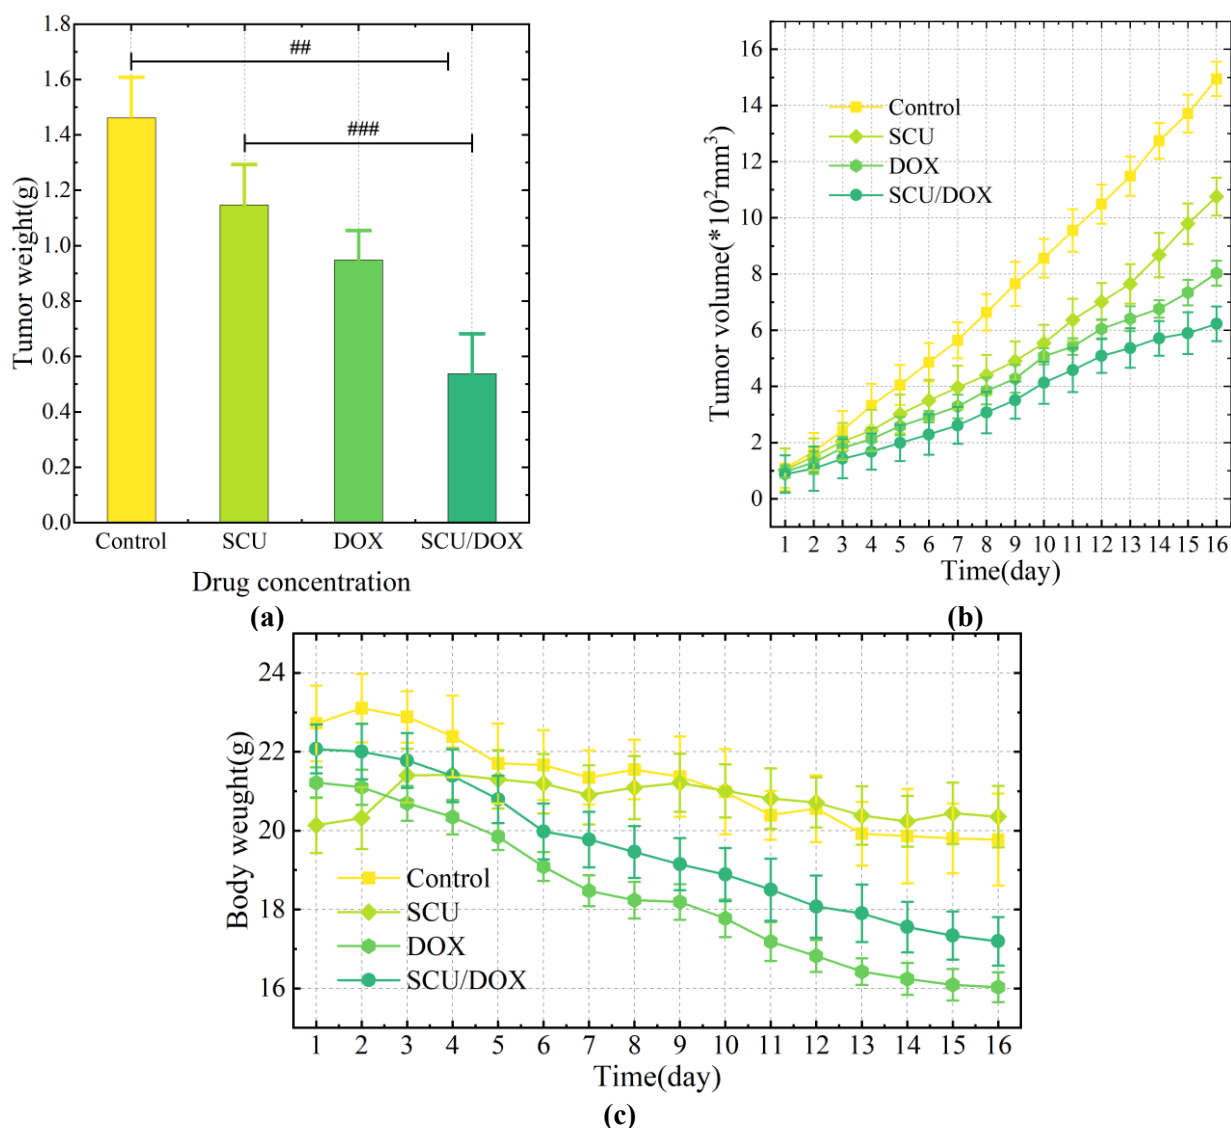 1.8
1.6
1.4
1.2
1.0
0.8
0.6
0.4
0.2
0.0
Tumor weight(g)
##
###
Control SCU DOX SCU/DOX
Drug concentration
(a)
16
14
12
10
8
6
4
2
0
Tumor volume(*10²mm³)
Control
SCU
DOX
SCU/DOX
1 2 3 4 5 6 7 8 9 10 11 12 13 14 15 16
Time(day)
(b)
24
22
20
18
16
Body weught(g)
Control
SCU
DOX
SCU/DOX
1 2 3 4 5 6 7 8 9 10 11 12 13 14 15 16
Time(day)
(c)